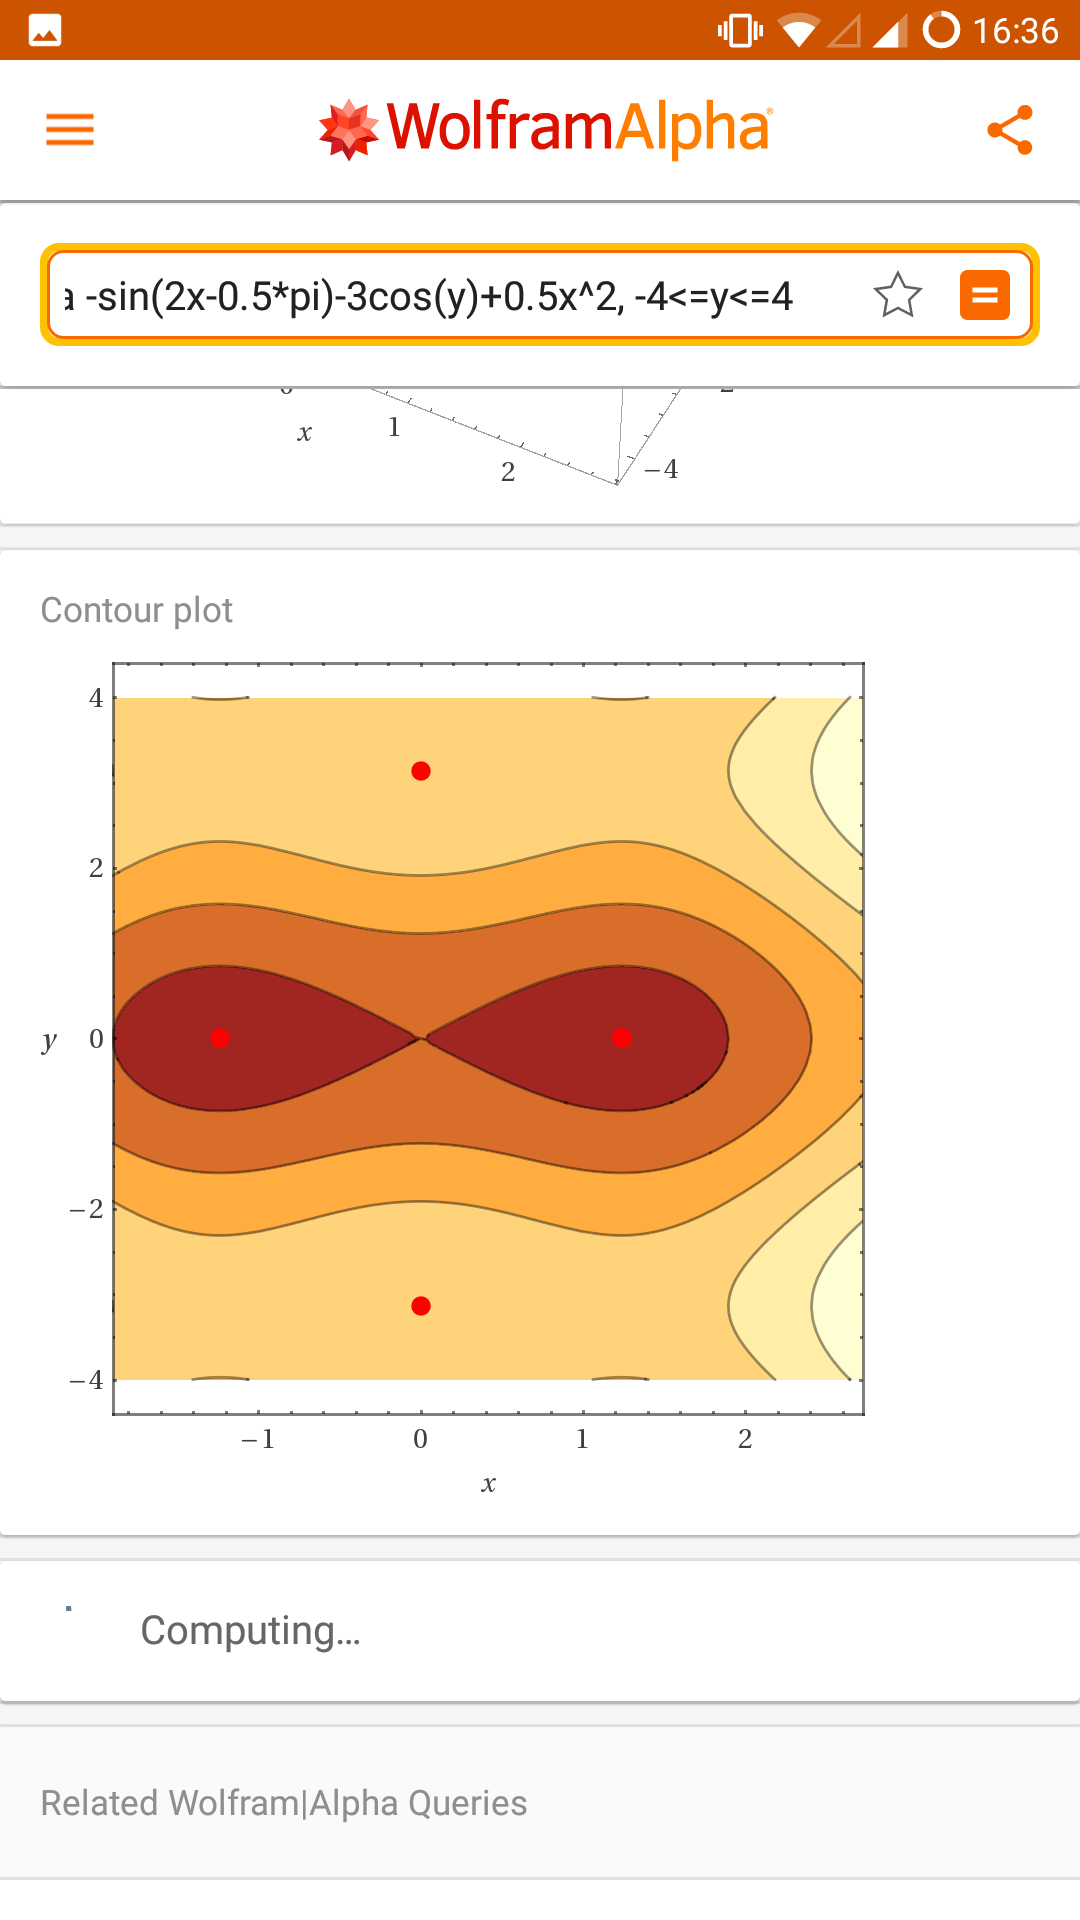 16:36
WolframAlpha
a -sin(2x-0.5*pi)-3cos(y)+0.5x^2, -4<=y<=4
x 1
2 −4
Contour plot
4
2
y 0
−2
−4
−1 0 1 2
x
Computing...
Related Wolfram|Alpha Queries